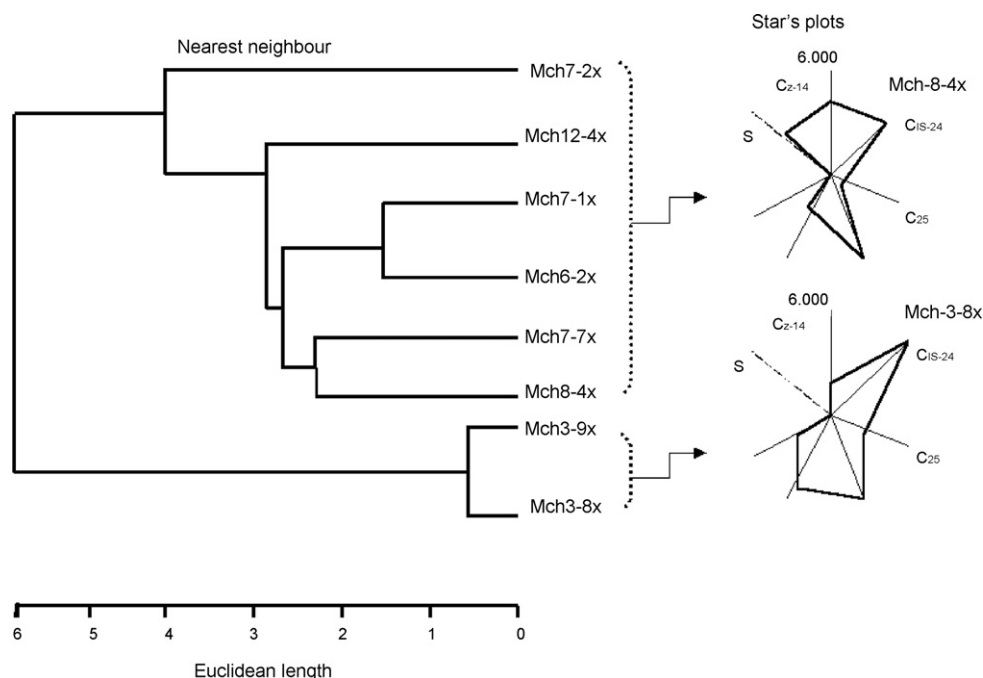 Star's plots
Nearest neighbour
6.000
Mch7-2x
Cz-14
Mch-8-4x
CIS-24
Mch12-4x
S
Mch7-1x
C25
Mch6-2x
6.000
Mch-3-8x
Cz-14
Mch7-7x
CIS-24
S
Mch8-4x
Mch3-9x
C25
Mch3-8x
6 5 4 3 2 1 0
Euclidean length